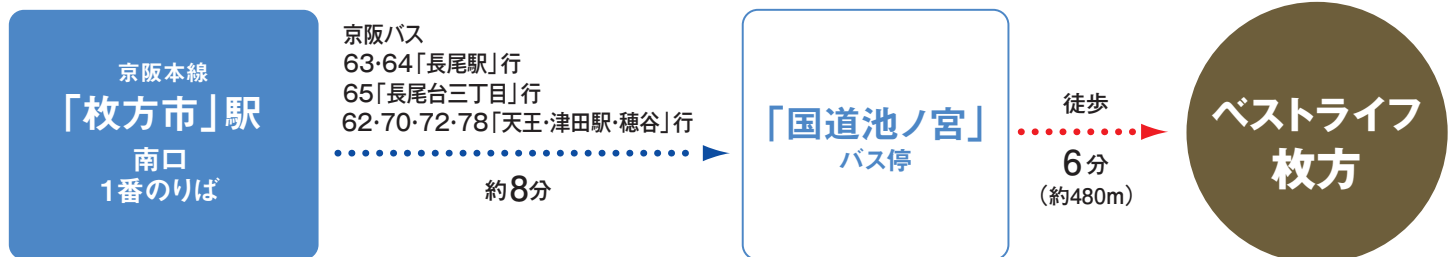 京阪本線
「枚方市」駅
南口
1番のりば
京阪バス
63・64「長尾駅」行
65「長尾台三丁目」行
62・70・72・78「天王・津田駅・穂谷」行
約8分
「国道池ノ宮」
バス停
徒歩
6分
（約480m）
ベストライフ
枚方